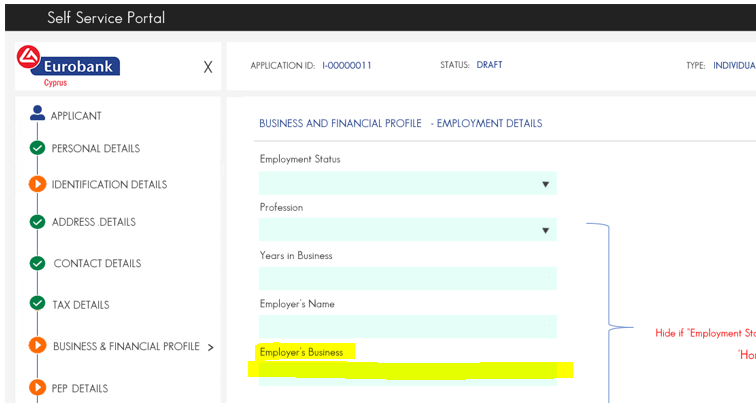 Self Service Portal
Eurobank
Cyprus
X
APPLICATION ID: I-00000011
STATUS: DRAFT
TYPE: INDIVIDUA
APPLICANT
PERSONAL DETAILS
IDENTIFICATION DETAILS
ADDRESS .DETAILS
CONTACT DETAILS
TAX DETAILS
BUSINESS & FINANCIAL PROFILE >
PEP DETAILS
BUSINESS AND FINANCIAL PROFILE - EMPLOYMENT DETAILS
Employment Status
Profession
Years in Business
Employer's Name
Employer's Business
Hide if "Employment Sta
'Hor